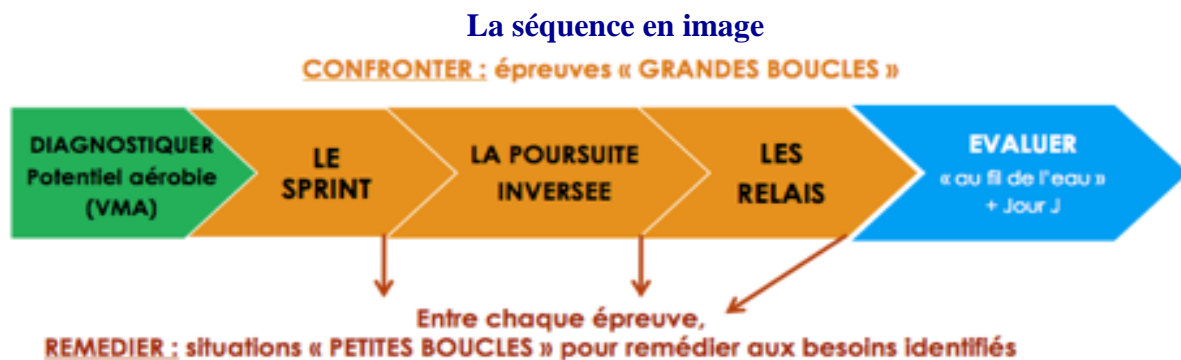 La séquence en image
CONFRONTER : épreuves « GRANDES BOUCLES »
DIAGNOSTIQUER
Potentiel aérobie
(VMA)
LE
SPRINT
LA POURSUITE
INVERSEE
LES
RELAIS
EVALUER
« au fil de l'eau »
+ Jour J
Entre chaque épreuve,
REMEDIER : situations « PETITES BOUCLES » pour remédier aux besoins identifiés